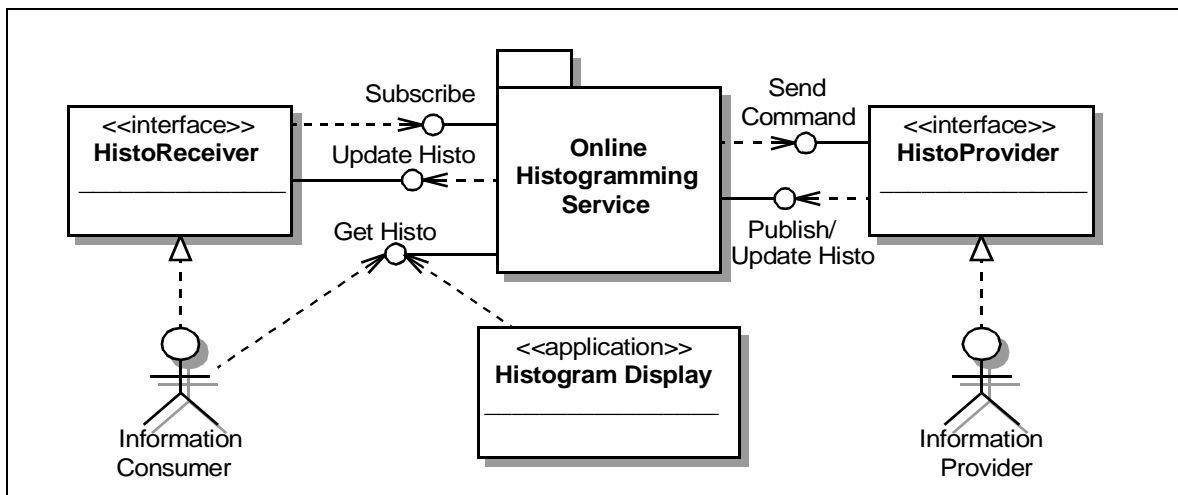 Subscribe
Send
Command
<<interface>>
HistoReceiver
Update Histo
Online
Histogramming
Service
<<interface>>
HistoProvider
Get Histo
Publish/
Update Histo
<<application>>
Histogram Display
Information
Consumer
Information
Provider